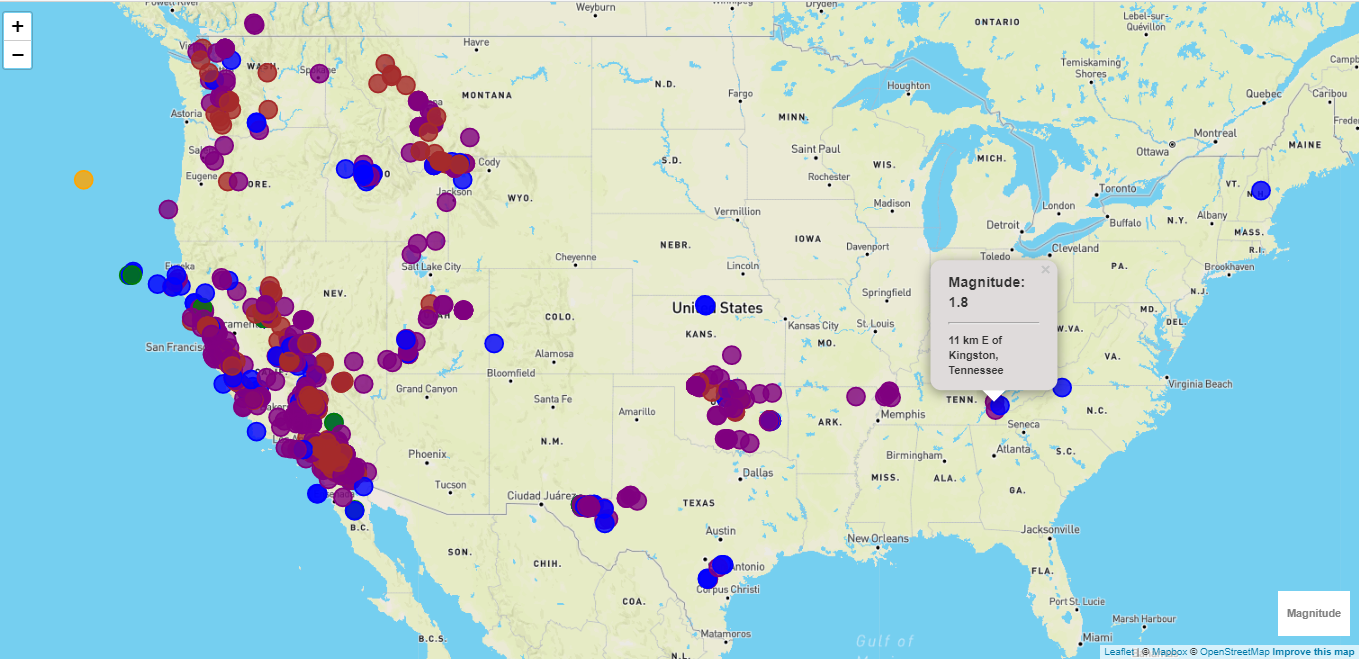 +
−
Powell River
Weyburn
Winnipeg
Dryden
ONTARIO
Lebel-sur-
Quévillon
WASH.
Spokane
Havre
MONTANA
N.D.
Fargo
MINN.
Houghton
Temiskaming
Shores
Quebec
Caribou
Astoria
Montreal
Ottawa
MAINE
Saint Paul
Rochester
WIS.
MICH.
S.D.
Cody
Jackson
WYO.
Eugene
ORE.
Madison
Toronto
London
Buffalo
VT.
N.H.
N.Y.
Albany
MASS.
R.I.
Vermillion
Detroit
Toledo
Cleveland
IOWA
Davenport
NEBR.
Cheyenne
Lincoln
PA.
Brookhaven
N.J.
Salt Lake City
Eureka
NEV.
Springfield
Magnitude:
1.8
×
11 km E of
Kingston,
Tennessee
MD.
DEL.
W.VA.
VA.
United States
COLO.
KANS.
Kansas City
St. Louis
MO.
San Francisco
Alamosa
Bloomfield
Grand Canyon
Santa Fe
Amarillo
N.M.
ARK.
Memphis
TENN.
Virginia Beach
N.C.
Seneca
S.C.
Atlanta
Birmingham
MISS.
ALA.
GA.
Phoenix
Tucson
Dallas
Ciudad Juárez
TEXAS
Austin
New Orleans
Jacksonville
B.C.
SON.
CHIH.
COA.
Corpus Christi
FLA.
Port St. Lucie
Marsh Harbour
Miami
B.C.S.
N.L.
Matamoros
Gulf of
Magnitude
Leaflet | © Mapbox © OpenStreetMap Improve this map